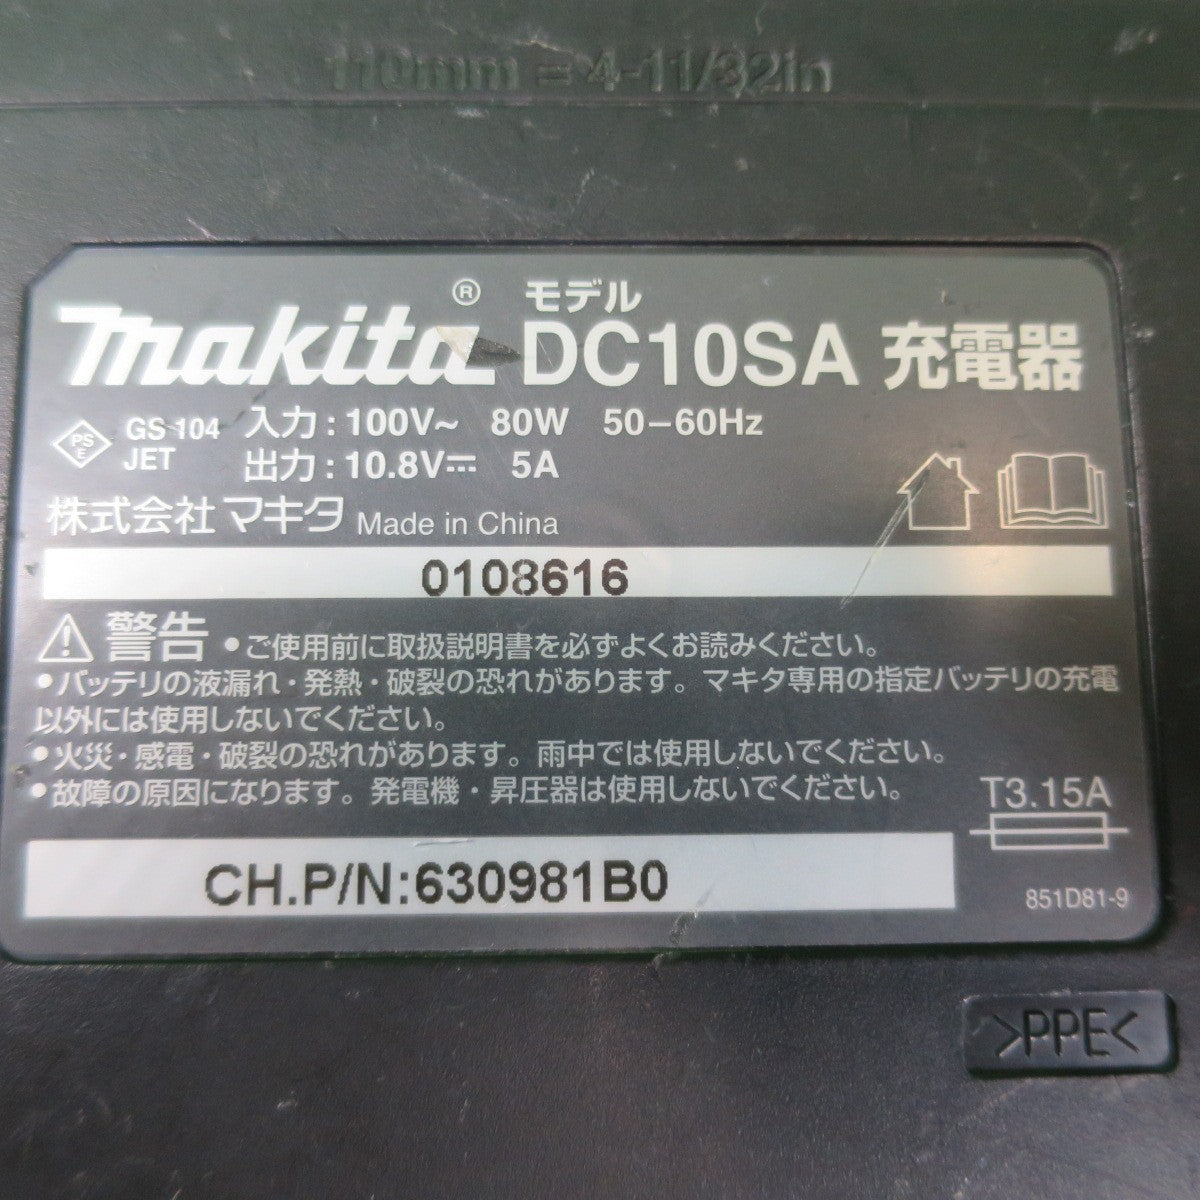 110mm = 4-11/32in
makita® モデル
DC10SA 充電器
PSE GS 104 入力 : 100V~ 80W 50-60Hz
JET 出力 : 10.8V⎓ 5A
株式会社 マキタ Made in China
0108616
⚠ 警告 •ご使用前に取扱説明書を必ずよくお読みください。
•バッテリの液漏れ・発熱・破裂の恐れがあります。マキタ専用の指定バッテリの充電
以外には使用しないでください。
•火災・感電・破裂の恐れがあります。雨中では使用しないでください。
•故障の原因になります。発電機・昇圧器は使用しないでください。
T3.15A
CH.P/N:630981B0
851D81-9
>PPE<